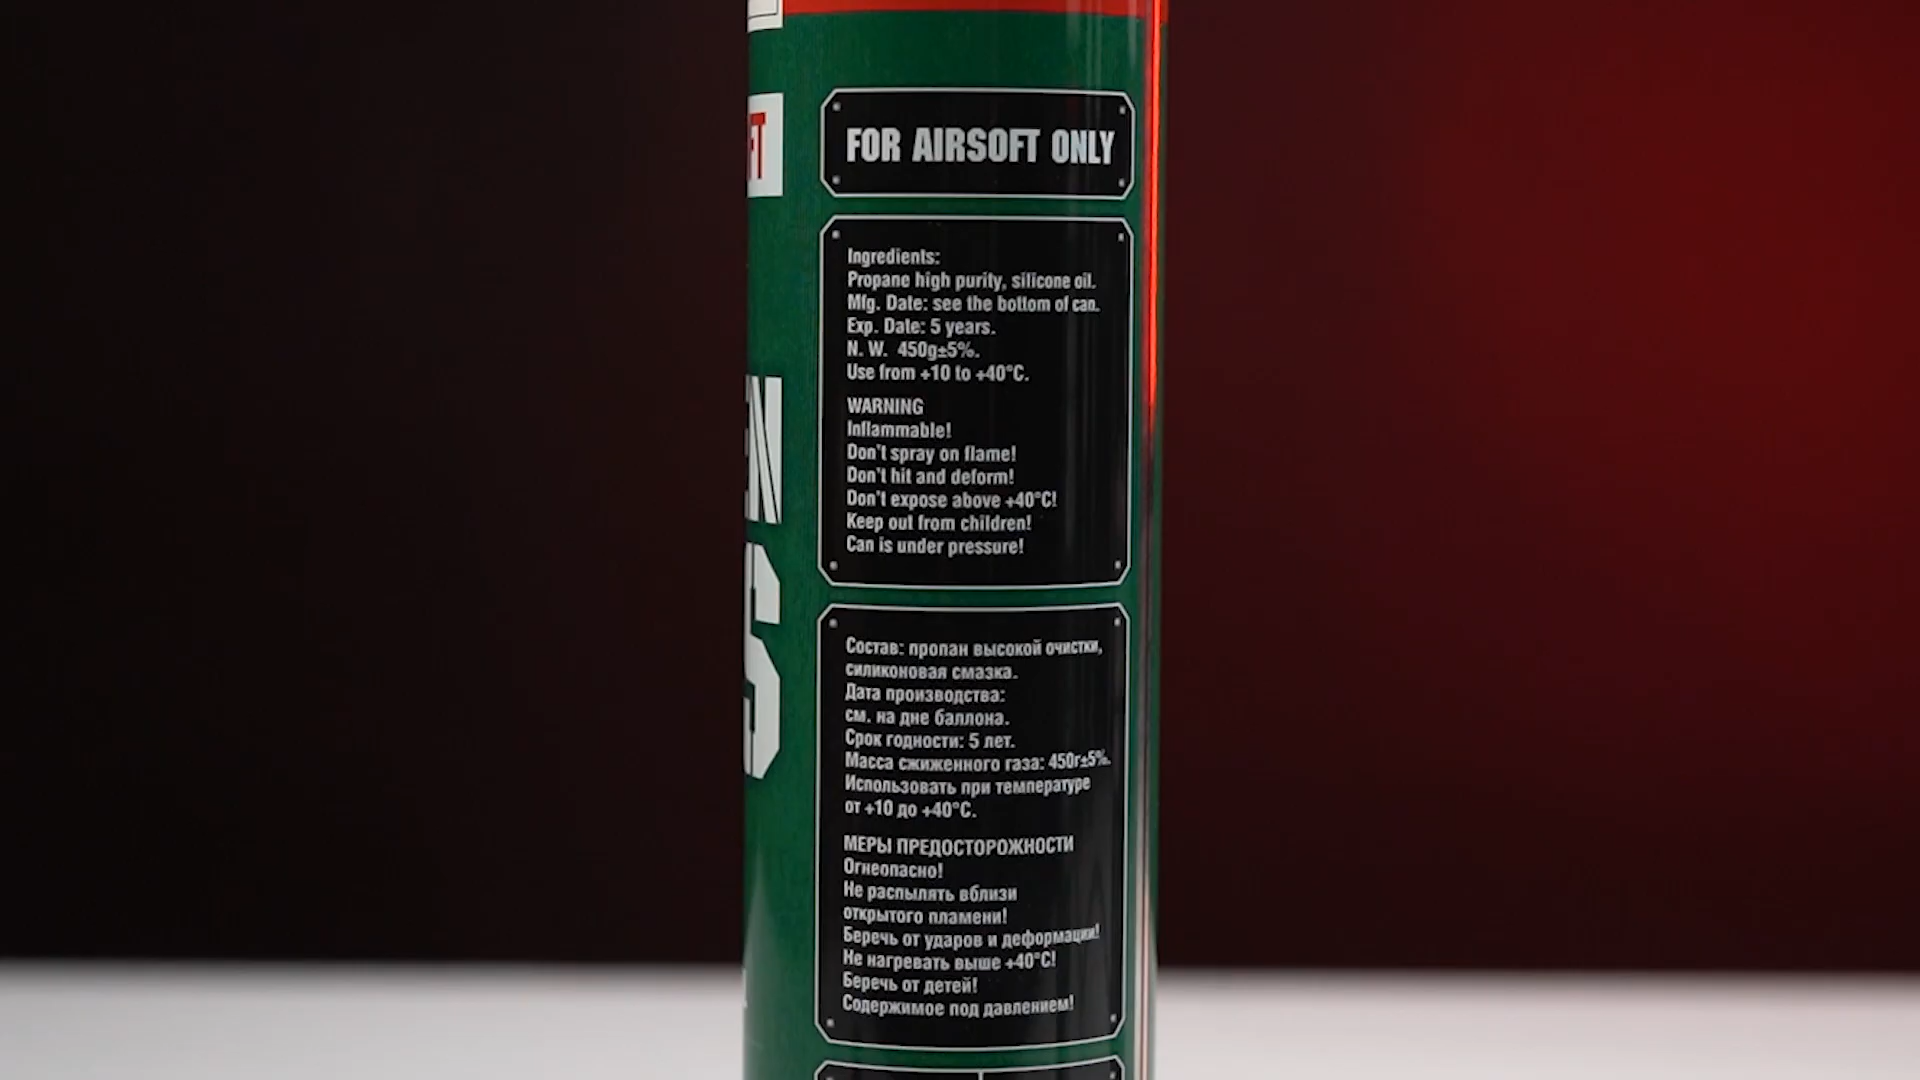 FT
EN
S
FOR AIRSOFT ONLY
Ingredients:
Propane high purity, silicone oil.
Mfg. Date: see the bottom of can.
Exp. Date: 5 years.
N. W. 450g±5%.
Use from +10 to +40°C.
WARNING
Inflammable!
Don't spray on flame!
Don't hit and deform!
Don't expose above +40°C!
Keep out from children!
Can is under pressure!
Состав: пропан высокой очистки,
силиконовая смазка.
Дата производства:
см. на дне баллона.
Срок годности: 5 лет.
Масса сжиженного газа: 450г±5%.
Использовать при температуре
от +10 до +40°C.
МЕРЫ ПРЕДОСТОРОЖНОСТИ
Огнеопасно!
Не распылять вблизи
открытого пламени!
Беречь от ударов и деформации!
Не нагревать выше +40°C!
Беречь от детей!
Содержимое под давлением!